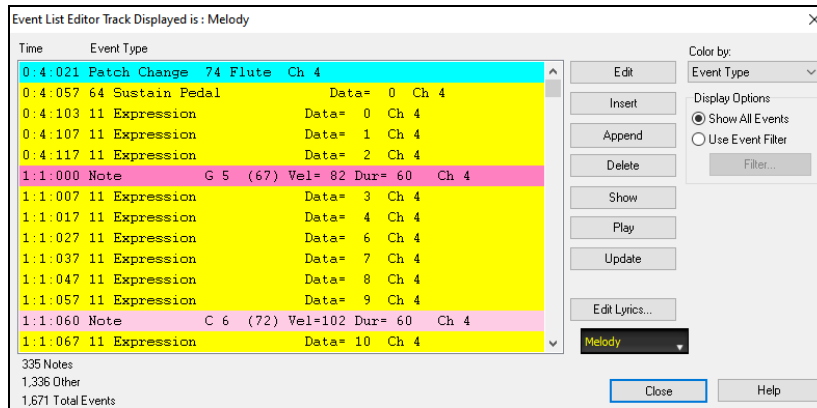 Event List Editor Track Displayed is : Melody
Time Event Type
0:4:021 Patch Change 74 Flute Ch 4
0:4:057 64 Sustain Pedal Data= 0 Ch 4
0:4:103 11 Expression Data= 0 Ch 4
0:4:107 11 Expression Data= 1 Ch 4
0:4:117 11 Expression Data= 2 Ch 4
1:1:000 Note G 5 (67) Vel= 82 Dur= 60 Ch 4
1:1:007 11 Expression Data= 3 Ch 4
1:1:017 11 Expression Data= 4 Ch 4
1:1:027 11 Expression Data= 6 Ch 4
1:1:037 11 Expression Data= 7 Ch 4
1:1:047 11 Expression Data= 8 Ch 4
1:1:057 11 Expression Data= 9 Ch 4
1:1:060 Note C 6 (72) Vel=102 Dur= 60 Ch 4
1:1:067 11 Expression Data= 10 Ch 4
335 Notes
1,336 Other
1,671 Total Events
Edit
Insert
Append
Delete
Show
Play
Update
Edit Lyrics...
Melody
Color by:
Event Type
Display Options
Show All Events
Use Event Filter
Filter...
Close
Help